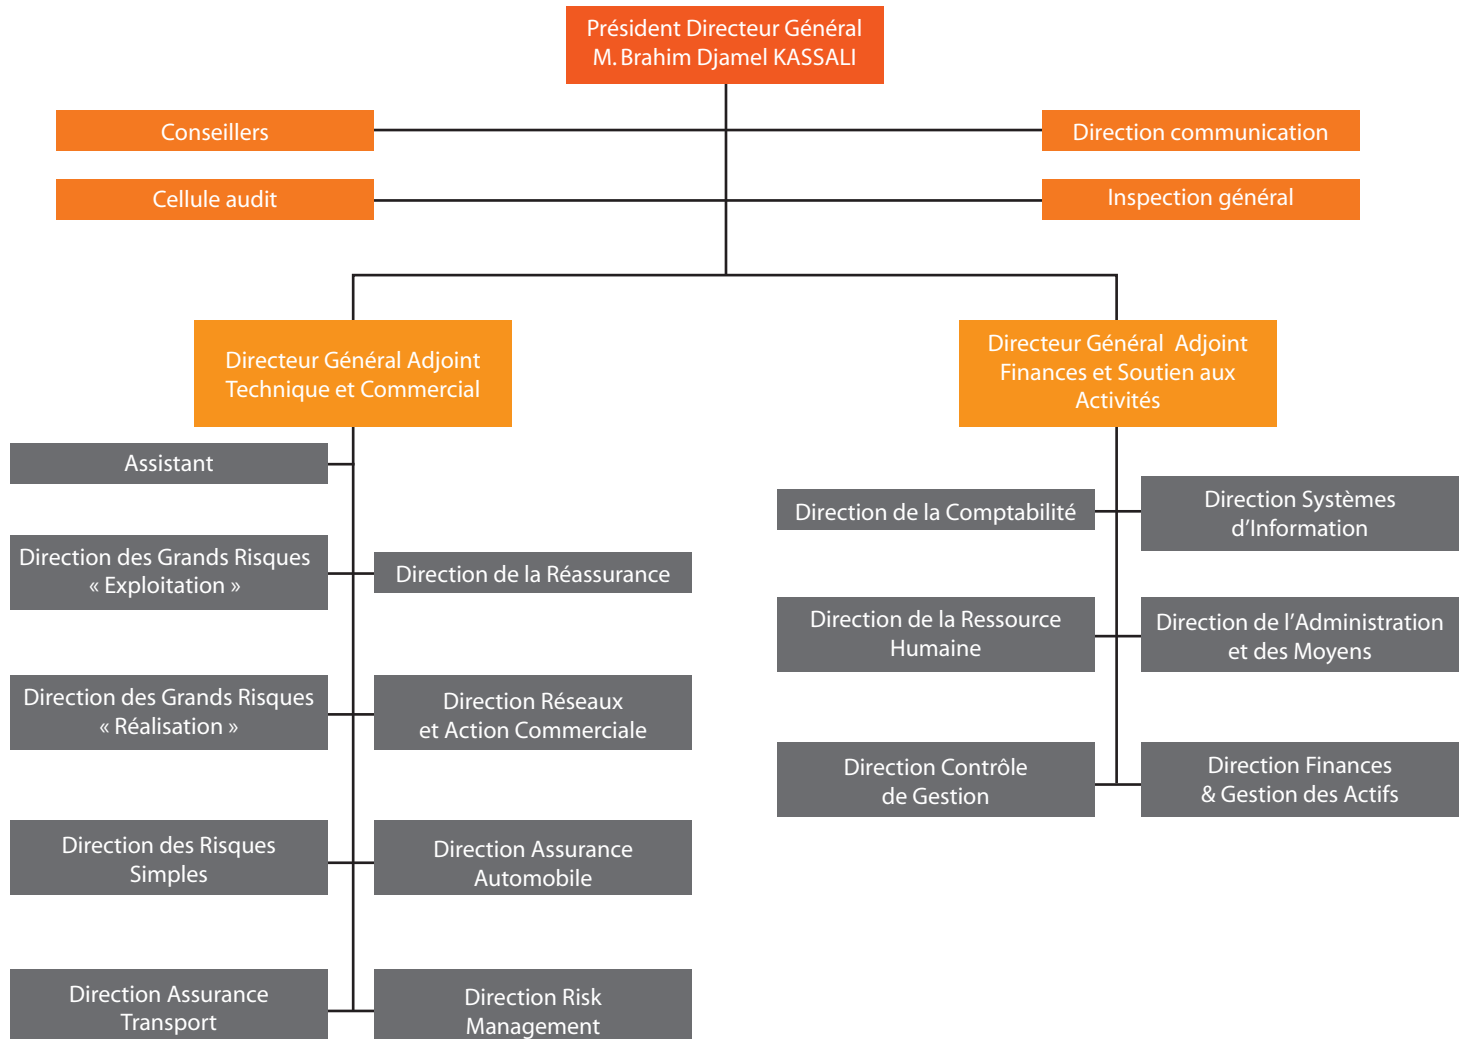 Président Directeur Général
M. Brahim Djamel KASSALI
Conseillers
Direction communication
Cellule audit
Inspection général
Directeur Général Adjoint
Technique et Commercial
Directeur Général Adjoint
Finances et Soutien aux
Activités
Assistant
Direction des Grands Risques
« Exploitation »
Direction de la Réassurance
Direction des Grands Risques
« Réalisation »
Direction Réseaux
et Action Commerciale
Direction des Risques
Simples
Direction Assurance
Automobile
Direction Assurance
Transport
Direction Risk
Management
Direction de la Comptabilité
Direction Systèmes
d’Information
Direction de la Ressource
Humaine
Direction de l’Administration
et des Moyens
Direction Contrôle
de Gestion
Direction Finances
& Gestion des Actifs